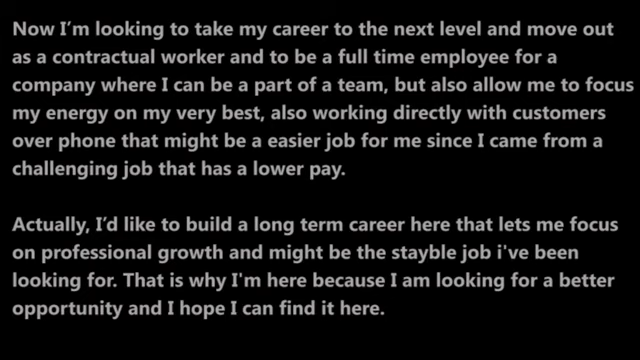 Now I'm looking to take my career to the next level and move out
as a contractual worker and to be a full time employee for a
company where I can be a part of a team, but also allow me to focus
my energy on my very best, also working directly with customers
over phone that might be a easier job for me since I came from a
challenging job that has a lower pay.
Actually, I'd like to build a long term career here that lets me focus
on professional growth and might be the stayble job i've been
looking for. That is why I'm here because I am looking for a better
opportunity and I hope I can find it here.